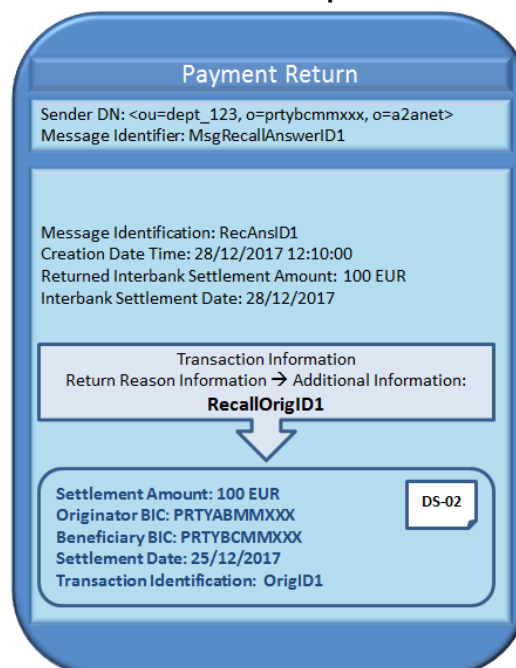 Payment Return
Sender DN: <ou=dept_123, o=prtybcmmxxx, o=a2anet>
Message Identifier: MsgRecallAnswerID1
Message Identification: RecAnsID1
Creation Date Time: 28/12/2017 12:10:00
Returned Interbank Settlement Amount: 100 EUR
Interbank Settlement Date: 28/12/2017
Transaction Information
Return Reason Information → Additional Information:
RecallOrigID1
Settlement Amount: 100 EUR
Originator BIC: PRTYABMMXXX
Beneficiary BIC: PRTYBCMMXXX
Settlement Date: 25/12/2017
Transaction Identification: OrigID1
DS-02